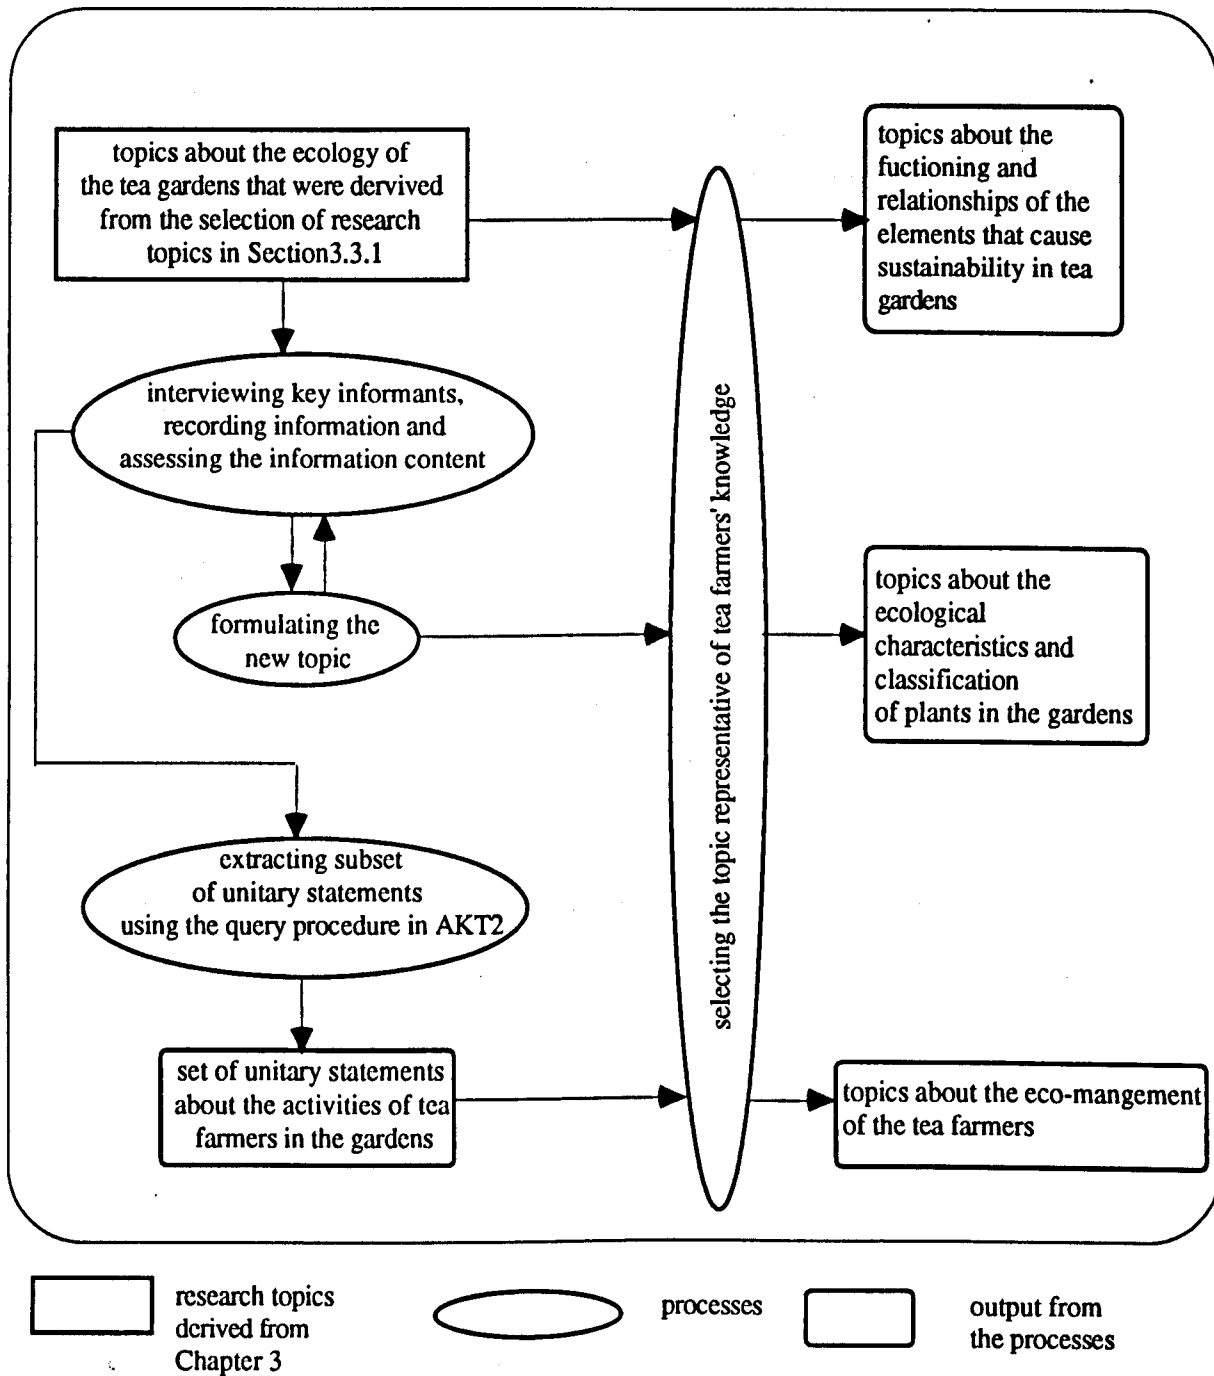 topics about the ecology of
the tea gardens that were dervived
from the selection of research
topics in Section3.3.1
topics about the
fuctioning and
relationships of the
elements that cause
sustainability in tea
gardens
interviewing key informants,
recording information and
assessing the information content
selecting the topic representative of tea farmers' knowledge
formulating the
new topic
topics about the
ecological
characteristics and
classification
of plants in the gardens
extracting subset
of unitary statements
using the query procedure in AKT2
set of unitary statements
about the activities of tea
farmers in the gardens
topics about the eco-mangement
of the tea farmers
research topics
derived from
Chapter 3
processes
output from
the processes